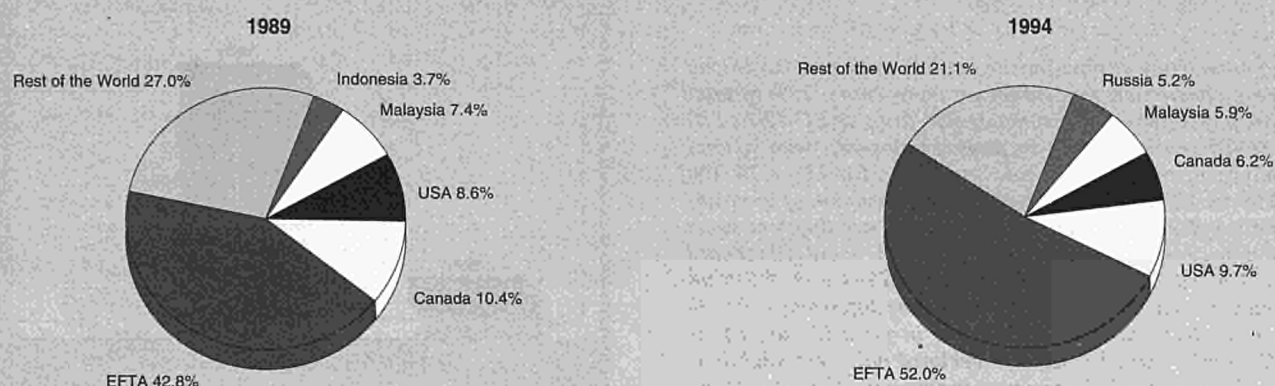 1989
Rest of the World 27.0%
Indonesia 3.7%
Malaysia 7.4%
USA 8.6%
Canada 10.4%
EFTA 42.8%
1994
Rest of the World 21.1%
Russia 5.2%
Malaysia 5.9%
Canada 6.2%
USA 9.7%
EFTA 52.0%